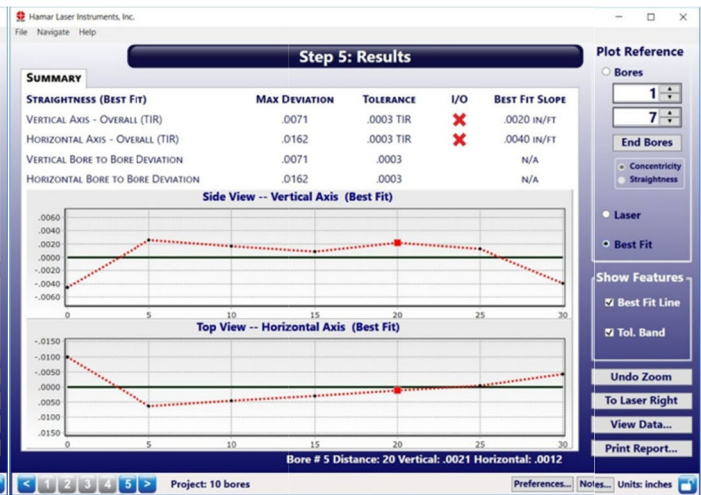 Hamar Laser Instruments, Inc.
File Navigate Help
Step 5: Results
SUMMARY
STRAIGHTNESS (BEST FIT) MAX DEVIATION TOLERANCE I/O BEST FIT SLOPE
VERTICAL AXIS - OVERALL (TIR) .0071 .0003 TIR .0020 IN/FT
HORIZONTAL AXIS - OVERALL (TIR) .0162 .0003 TIR .0040 IN/FT
VERTICAL BORE TO BORE DEVIATION .0071 .0003 N/A
HORIZONTAL BORE TO BORE DEVIATION .0162 .0003 N/A
Side View -- Vertical Axis (Best Fit)
.0060
.0040
.0020
.0000
-.0020
-.0040
-.0060
0 5 10 15 20 25 30
Top View -- Horizontal Axis (Best Fit)
-.0150
-.0100
-.0050
.0000
.0050
.0100
.0150
0 5 10 15 20 25 30
Bore # 5 Distance: 20 Vertical: .0021 Horizontal: .0012
Plot Reference
Bores
1
7
End Bores
Concentricity
Straightness
Laser
Best Fit
Show Features
Best Fit Line
Tol. Band
Undo Zoom
To Laser Right
View Data...
Print Report...
< 1 2 3 4 5 > Project: 10 bores Preferences... Notes... Units: inches